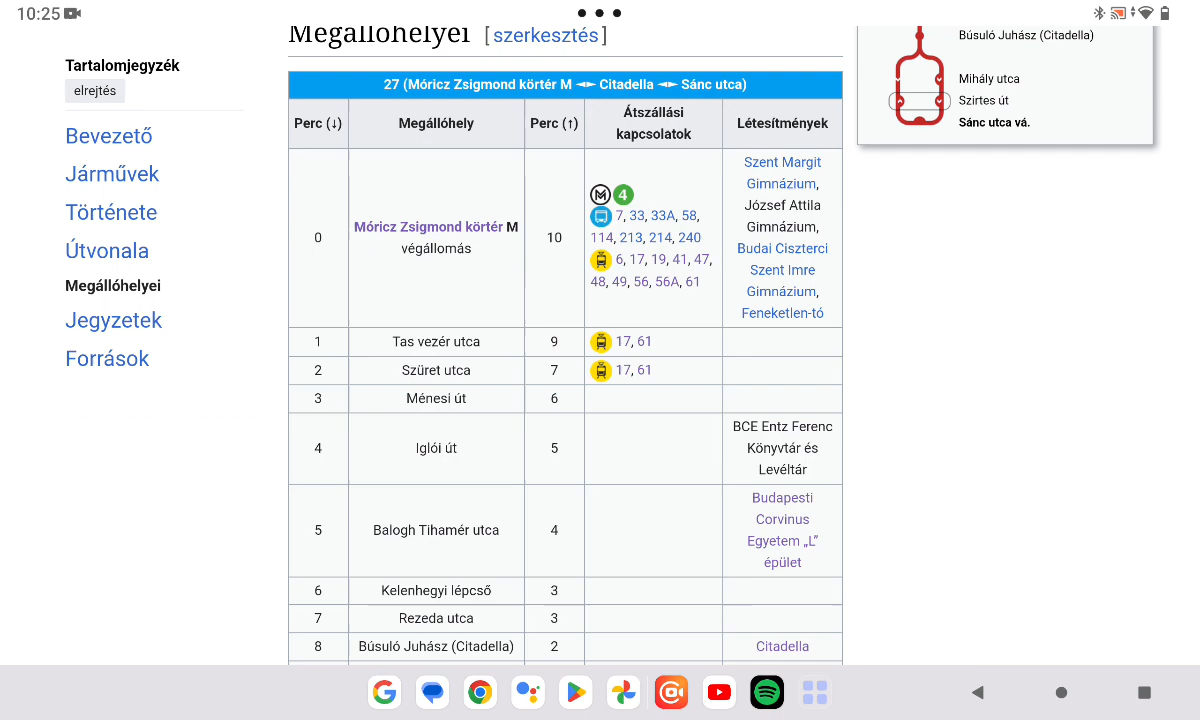 10:25
Megállóhelyei [szerkesztés]
Tartalomjegyzék
elrejtés
Bevezető
Járművek
Története
Útvonala
Megállóhelyei
Jegyzetek
Források
27 (Móricz Zsigmond körtér M ◄► Citadella ◄► Sánc utca)
Perc (↓) Megállóhely Perc (↑) Átszállási kapcsolatok Létesítmények
0 Móricz Zsigmond körtér M végállomás 10
M 4
7, 33, 33A, 58,
114, 213, 214, 240
6, 17, 19, 41, 47,
48, 49, 56, 56A, 61
Szent Margit
Gimnázium,
József Attila
Gimnázium,
Budai Ciszterci
Szent Imre
Gimnázium,
Feneketlen-tó
1 Tas vezér utca 9 17, 61
2 Szüret utca 7 17, 61
3 Ménesi út 6
4 Iglói út 5
BCE Entz Ferenc
Könyvtár és
Levéltár
5 Balogh Tihamér utca 4
Budapesti
Corvinus
Egyetem „L”
épület
6 Kelenhegyi lépcső 3
7 Rezeda utca 3
8 Búsuló Juhász (Citadella) 2 Citadella
Búsuló Juhász (Citadella)
Mihály utca
Szirtes út
Sánc utca vá.